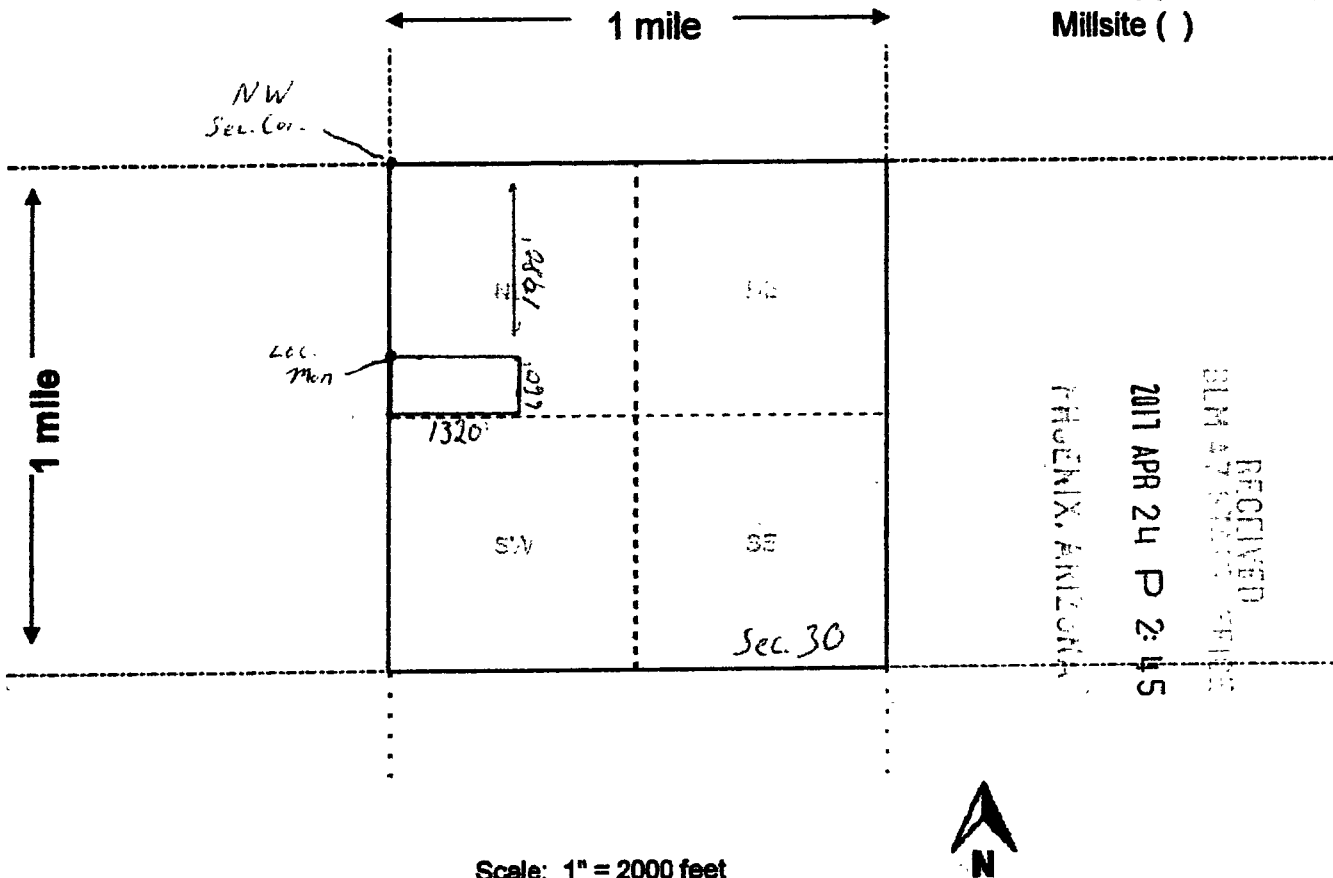 1 mile
Millsite ( )
NW
Sec. Cor.
1980'
Loc.
Mon
660'
1320'
1 mile
SW
SE
Sec. 30
RECEIVED
2017 APR 24 P 2:45
PHOENIX, ARIZONA
Scale: 1" = 2000 feet
N